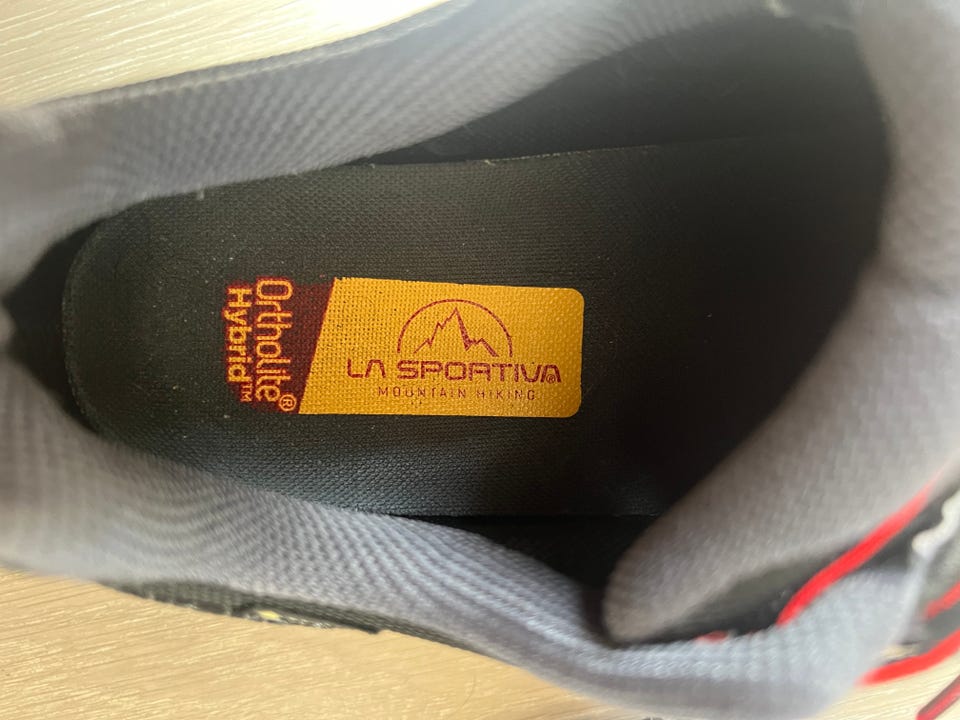 Ortholite®
Hybrid™
LA SPORTIVA
MOUNTAIN HIKING